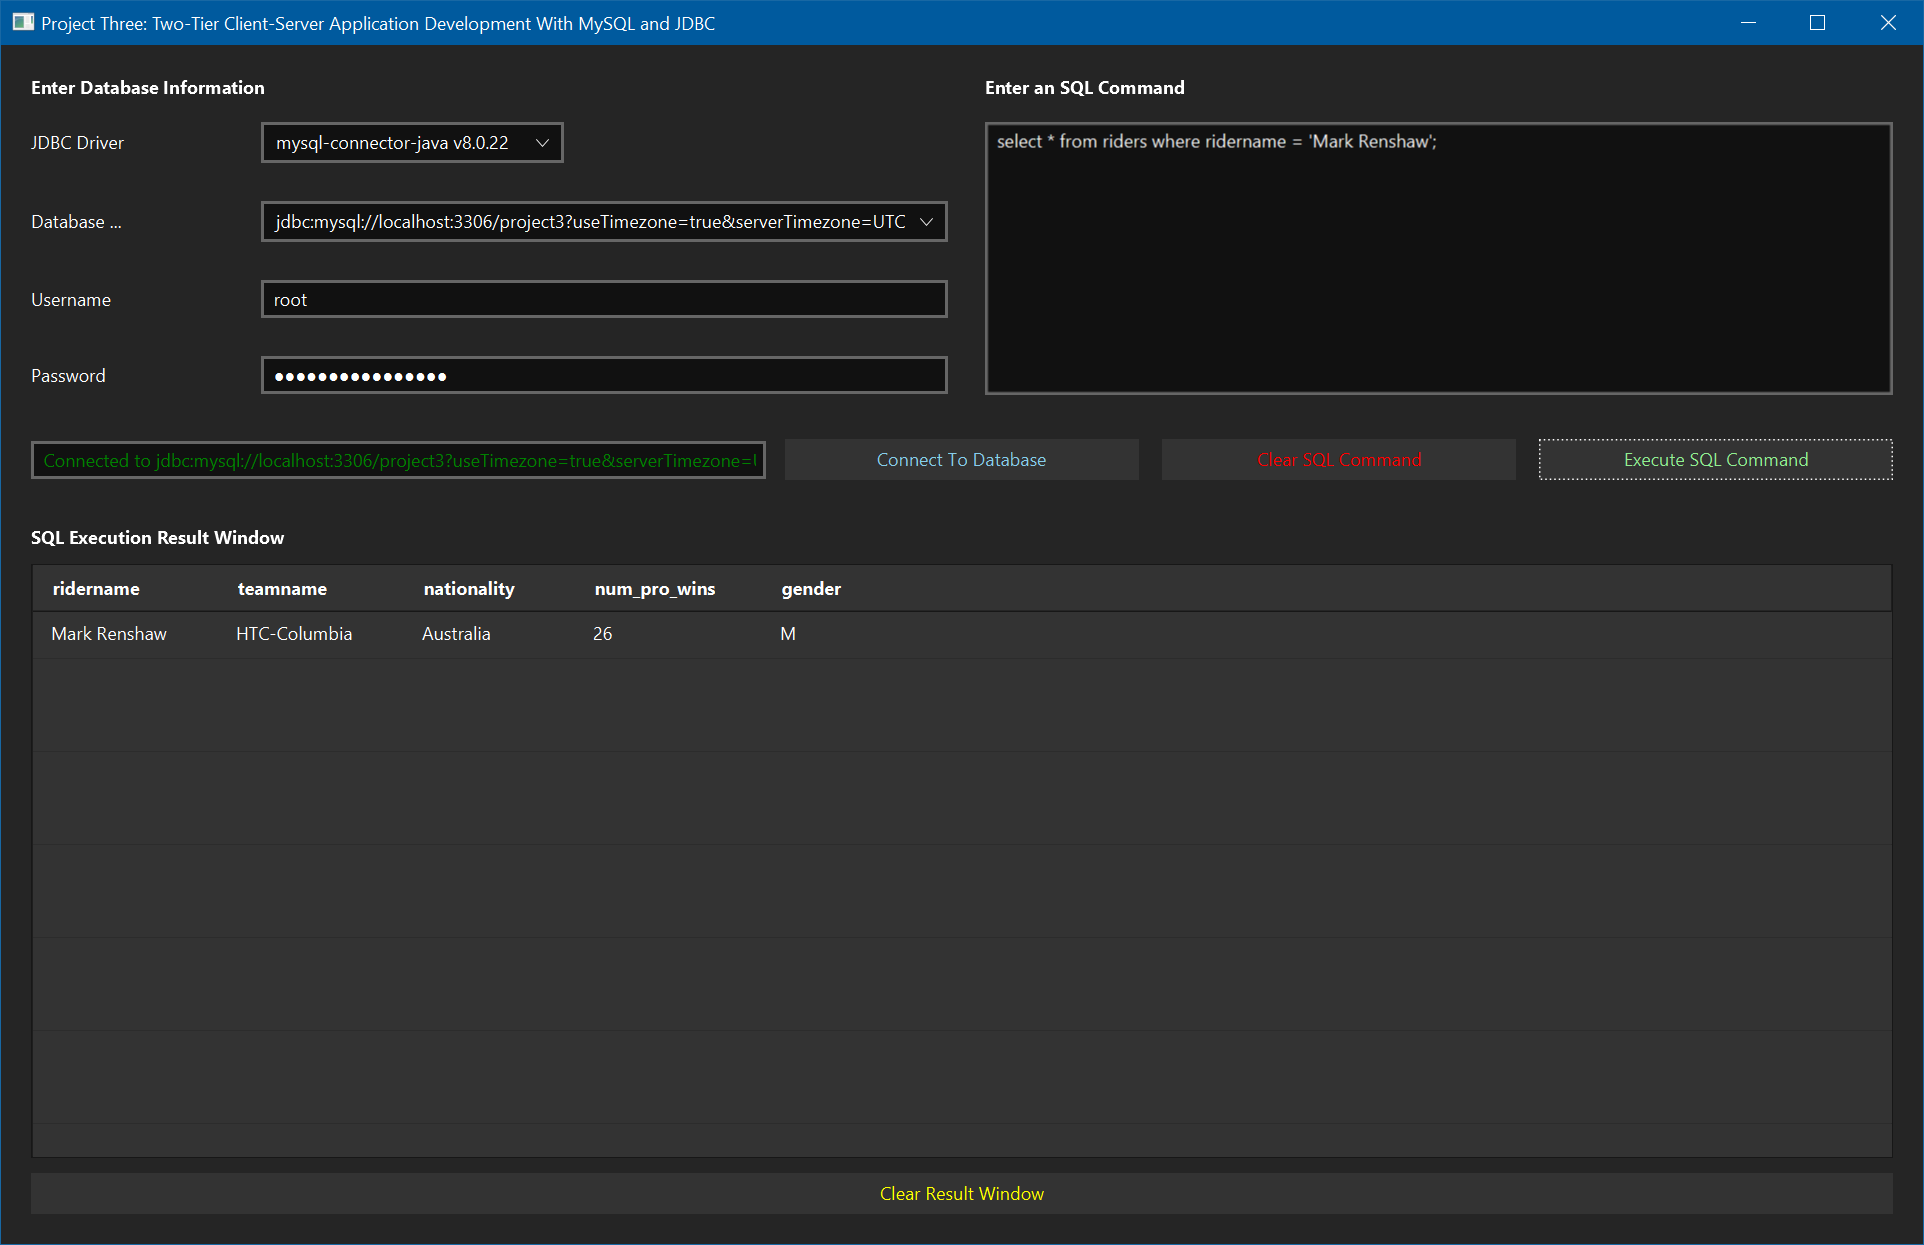 Project Three: Two-Tier Client-Server Application Development With MySQL and JDBC
Enter Database Information
JDBC Driver
mysql-connector-java v8.0.22
Database ...
jdbc:mysql://localhost:3306/project3?useTimezone=true&serverTimezone=UTC
Username
root
Password
●●●●●●●●●●●●●●●●
Enter an SQL Command
select * from riders where ridername = 'Mark Renshaw';
Connected to jdbc:mysql://localhost:3306/project3?useTimezone=true&serverTimezone=
Connect To Database
Clear SQL Command
Execute SQL Command
SQL Execution Result Window
ridername teamname nationality num_pro_wins gender
Mark Renshaw HTC-Columbia Australia 26 M
Clear Result Window